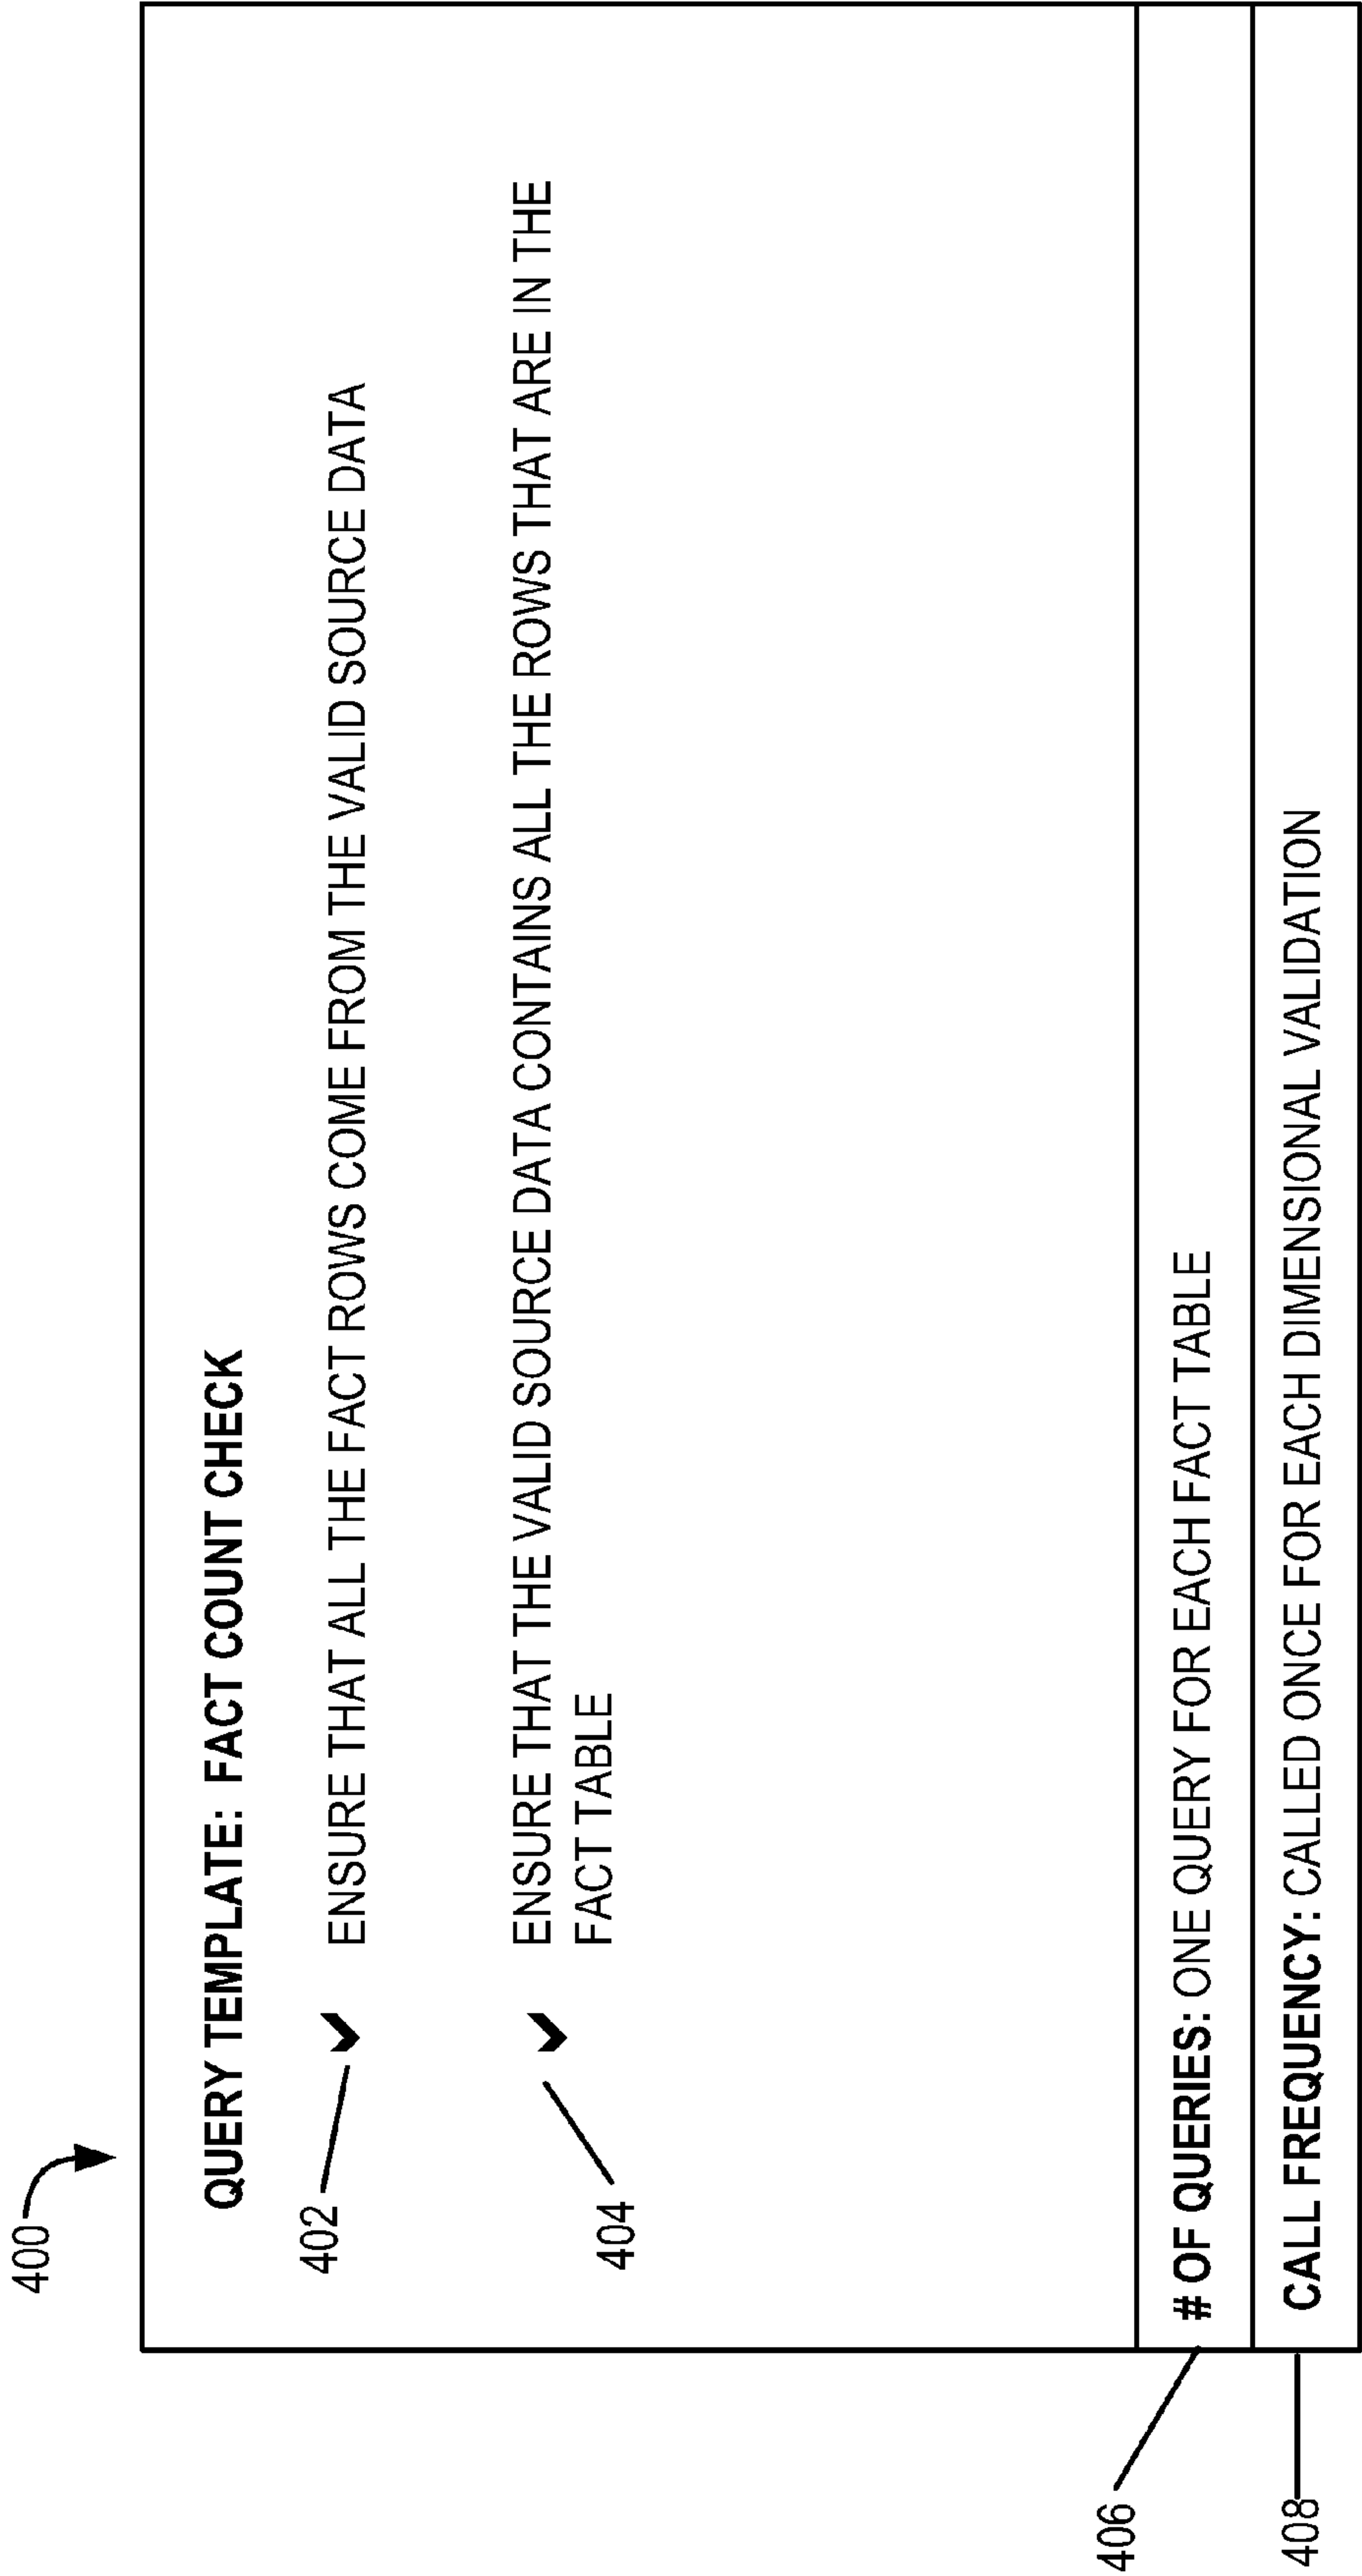 400
QUERY TEMPLATE: FACT COUNT CHECK
402
ENSURE THAT ALL THE FACT ROWS COME FROM THE VALID SOURCE DATA
404
ENSURE THAT THE VALID SOURCE DATA CONTAINS ALL THE ROWS THAT ARE IN THE
FACT TABLE
406
# OF QUERIES: ONE QUERY FOR EACH FACT TABLE
408
CALL FREQUENCY: CALLED ONCE FOR EACH DIMENSIONAL VALIDATION